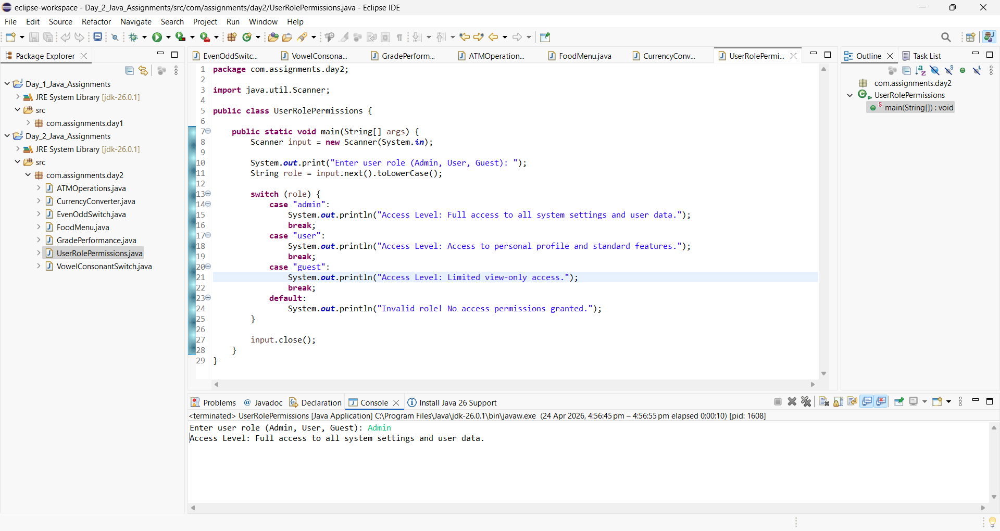 eclipse-workspace - Day_2_Java_Assignments/src/com/assignments/day2/UserRolePermissions.java - Eclipse IDE
File Edit Source Refactor Navigate Search Project Run Window Help
Package Explorer
Day_1_Java_Assignments
JRE System Library [jdk-26.0.1]
src
com.assignments.day1
Day_2_Java_Assignments
JRE System Library [jdk-26.0.1]
src
com.assignments.day2
ATMOperations.java
CurrencyConverter.java
EvenOddSwitch.java
FoodMenu.java
GradePerformance.java
UserRolePermissions.java
VowelConsonantSwitch.java
EvenOddSwitc... VowelConsona... GradePerform... ATMOperation... FoodMenu.java CurrencyConv... UserRolePermi...
1 package com.assignments.day2;
2
3 import java.util.Scanner;
4
5 public class UserRolePermissions {
6
7 public static void main(String[] args) {
8 Scanner input = new Scanner(System.in);
9
10 System.out.print("Enter user role (Admin, User, Guest): ");
11 String role = input.next().toLowerCase();
12
13 switch (role) {
14 case "admin":
15 System.out.println("Access Level: Full access to all system settings and user data.");
16 break;
17 case "user":
18 System.out.println("Access Level: Access to personal profile and standard features.");
19 break;
20 case "guest":
21 System.out.println("Access Level: Limited view-only access.");
22 break;
23 default:
24 System.out.println("Invalid role! No access permissions granted.");
25 }
26
27 input.close();
28 }
29 }
Outline Task List
com.assignments.day2
UserRolePermissions
main(String[]) : void
Problems Javadoc Declaration Console Install Java 26 Support
<terminated> UserRolePermissions [Java Application] C:\Program Files\Java\jdk-26.0.1\bin\javaw.exe (24 Apr 2026, 4:56:45 pm – 4:56:55 pm elapsed 0:00:10) [pid: 1608]
Enter user role (Admin, User, Guest): Admin
Access Level: Full access to all system settings and user data.